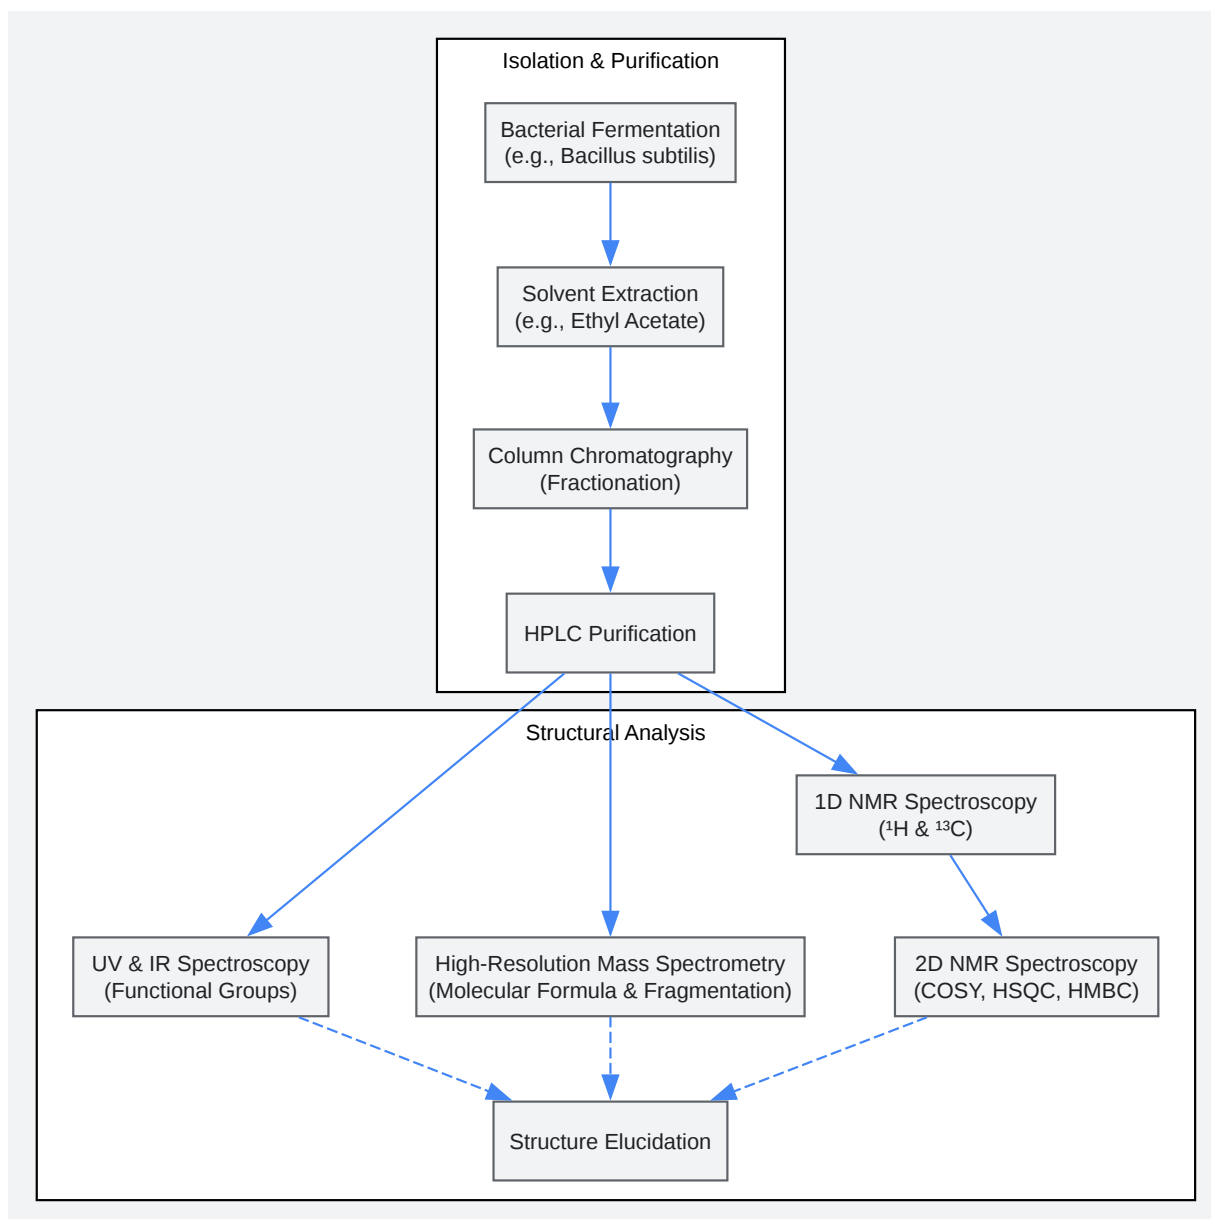 Isolation & Purification
Bacterial Fermentation
(e.g., Bacillus subtilis)
Solvent Extraction
(e.g., Ethyl Acetate)
Column Chromatography
(Fractionation)
HPLC Purification
Structural Analysis
1D NMR Spectroscopy
(¹H & ¹³C)
UV & IR Spectroscopy
(Functional Groups)
High-Resolution Mass Spectrometry
(Molecular Formula & Fragmentation)
2D NMR Spectroscopy
(COSY, HSQC, HMBC)
Structure Elucidation